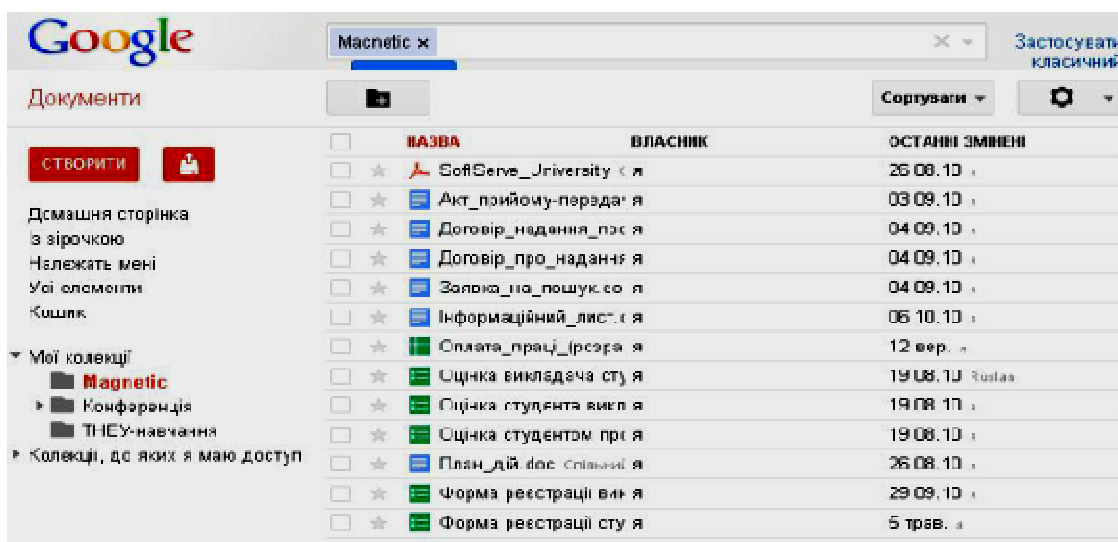 Google
Magnetic ×
Застосувати класичний
Документи
Сортувати
НАЗВА ВЛАСНИК ОСТАННІ ЗМІНЕНІ
СТВОРИТИ
Домашня сторінка
Із зірочкою
Належать мені
Усі елементи
Кошик
Мої колекції
Magnetic
Конференція
ТНЕУ-навчання
Колекції, до яких я маю доступ
SoftServe_University я 26.08.10
Акт_прийому-переда я 03.09.10
Договір_надання_пос я 04.09.10
Договір_про_надання я 04.09.10
Заявка_на_пошук.со я 04.09.10
Інформаційний_лист. я 06.10.10
Оплата_праці_(розра я 12 вер.
Оцінка викладача сту я 19.08.10 Ruslan
Оцінка студента викл я 19.08.10
Оцінка студентом про я 19.08.10
План_дій.doc Спільний я 26.08.10
Форма реєстрації вик я 29.09.10
Форма реєстрації сту я 5 трав.